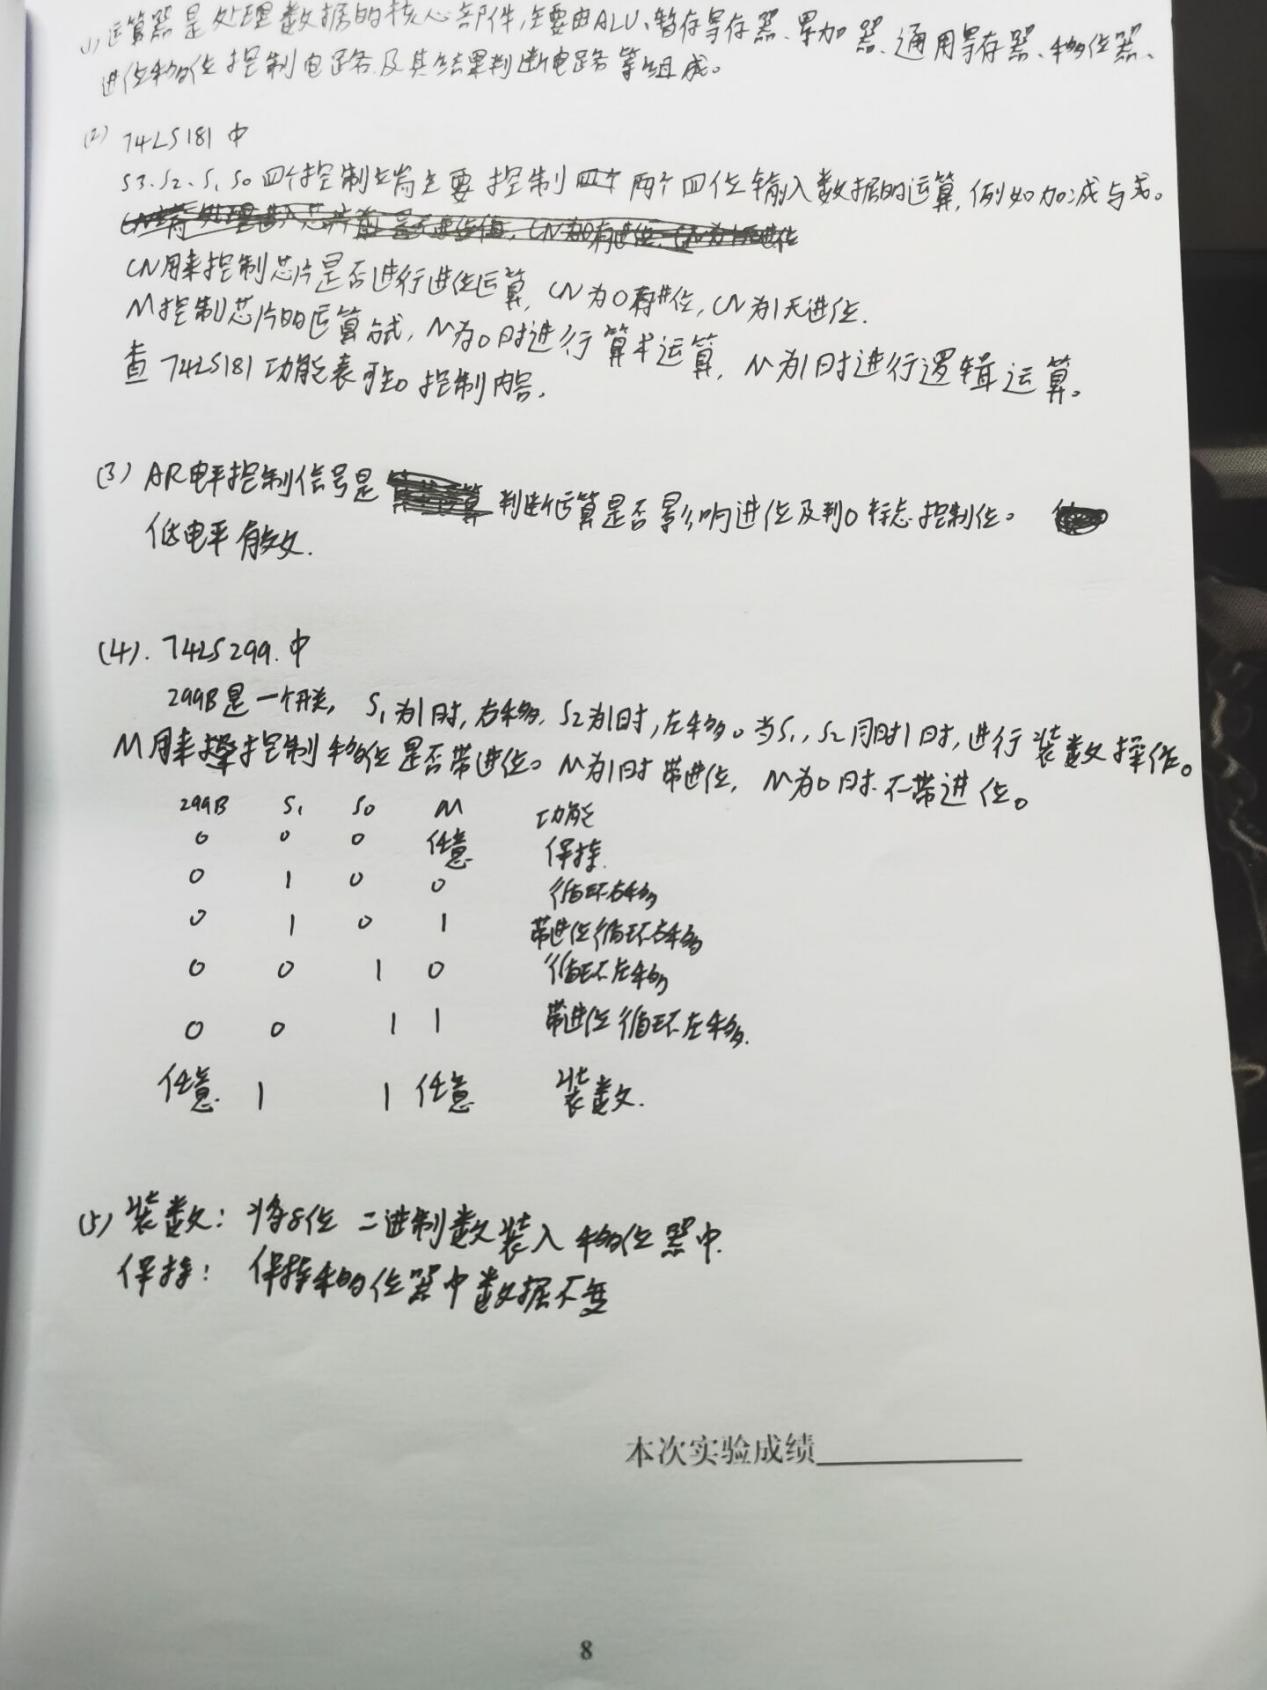 (1) 运算器是处理数据的核心部件,主要由ALU、暂存寄存器、累加器、通用寄存器、移位器、
进位移位控制电路及其结果判断电路等组成。
(2) 74LS181中
S3.S2.S1 S0四个控制端主要控制 两个四位输入数据的运算,例如加减与或。
CN用来控制芯片是否进行进位运算,CN为0有进位,CN为1无进位.
M控制芯片的运算方式,M为0时进行算术运算,M为1时进行逻辑运算。
查74LS181功能表可知控制内容.
(3) AR电平控制信号是 判断运算是否影响进位及判0标志控制位。
低电平有效.
(4). 74LS299.中
299B是一个开关, S1为1时,右移, S2为1时,左移。当S1, S2同时1时,进行装数操作。
M用来控制移位是否带进位。M为1时带进位, M为0时.不带进位。
299B S1 S0 M 功能
0 0 0 任意 保持.
0 1 0 0 循环右移
0 1 0 1 带进位循环右移
0 0 1 0 循环左移
0 0 1 1 带进位循环左移.
任意 1 1 任意 装数.
(5) 装数: 将8位 二进制数装入移位器中.
保持: 保持移位器中数据不变
本次实验成绩
8